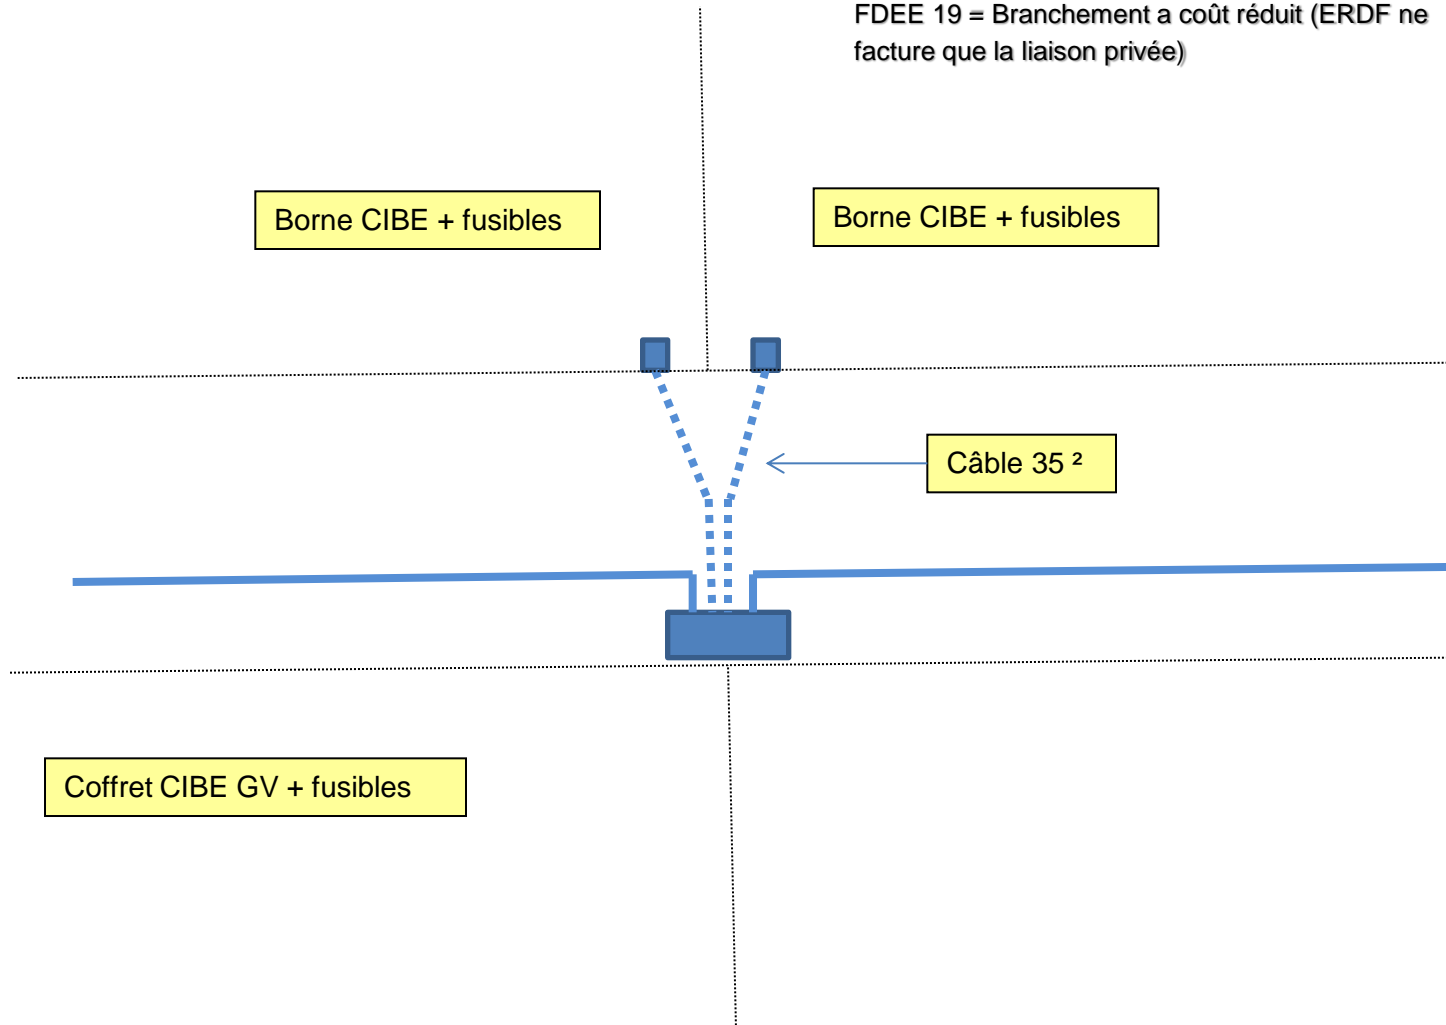 FDEE 19 = Branchement a coût réduit (ERDF ne
facture que la liaison privée)
Borne CIBE + fusibles
Borne CIBE + fusibles
Câble 35 ²
Coffret CIBE GV + fusibles